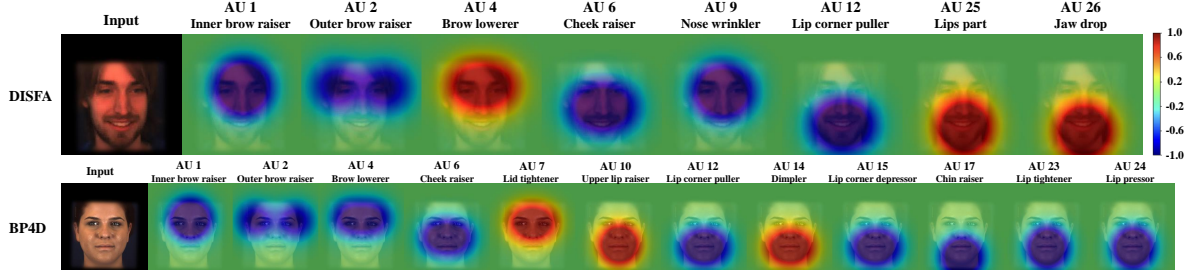 AU 1 AU 2 AU 4 AU 6 AU 9 AU 12 AU 25 AU 26
Input Inner brow raiser Outer brow raiser Brow lowerer Cheek raiser Nose wrinkler Lip corner puller Lips part Jaw drop
DISFA
1.0
0.6
0.2
-0.2
-0.6
-1.0
AU 1 AU 2 AU 4 AU 6 AU 7 AU 10 AU 12 AU 14 AU 15 AU 17 AU 23 AU 24
Input Inner brow raiser Outer brow raiser Brow lowerer Cheek raiser Lid tightener Upper lip raiser Lip corner puller Dimpler Lip corner depressor Chin raiser Lip tightener Lip pressor
BP4D